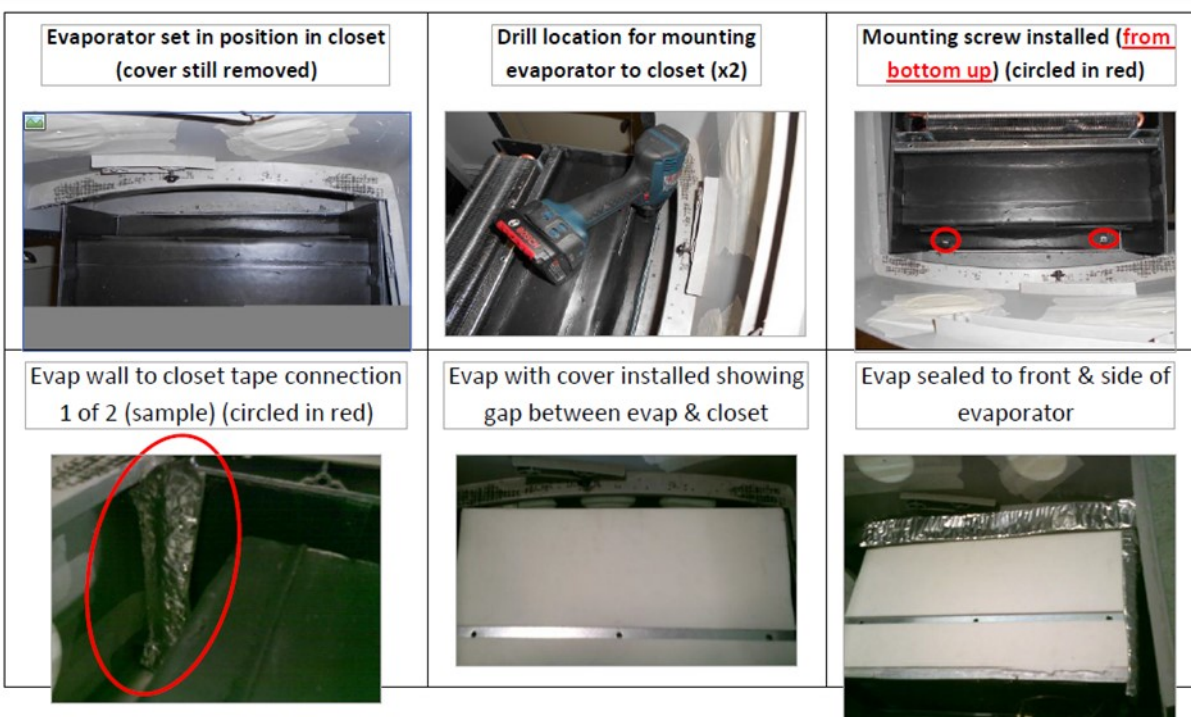 Evaporator set in position in closet
(cover still removed)
Drill location for mounting
evaporator to closet (x2)
Mounting screw installed (from
bottom up) (circled in red)
Evap wall to closet tape connection
1 of 2 (sample) (circled in red)
Evap with cover installed showing
gap between evap & closet
Evap sealed to front & side of
evaporator
BOSCH